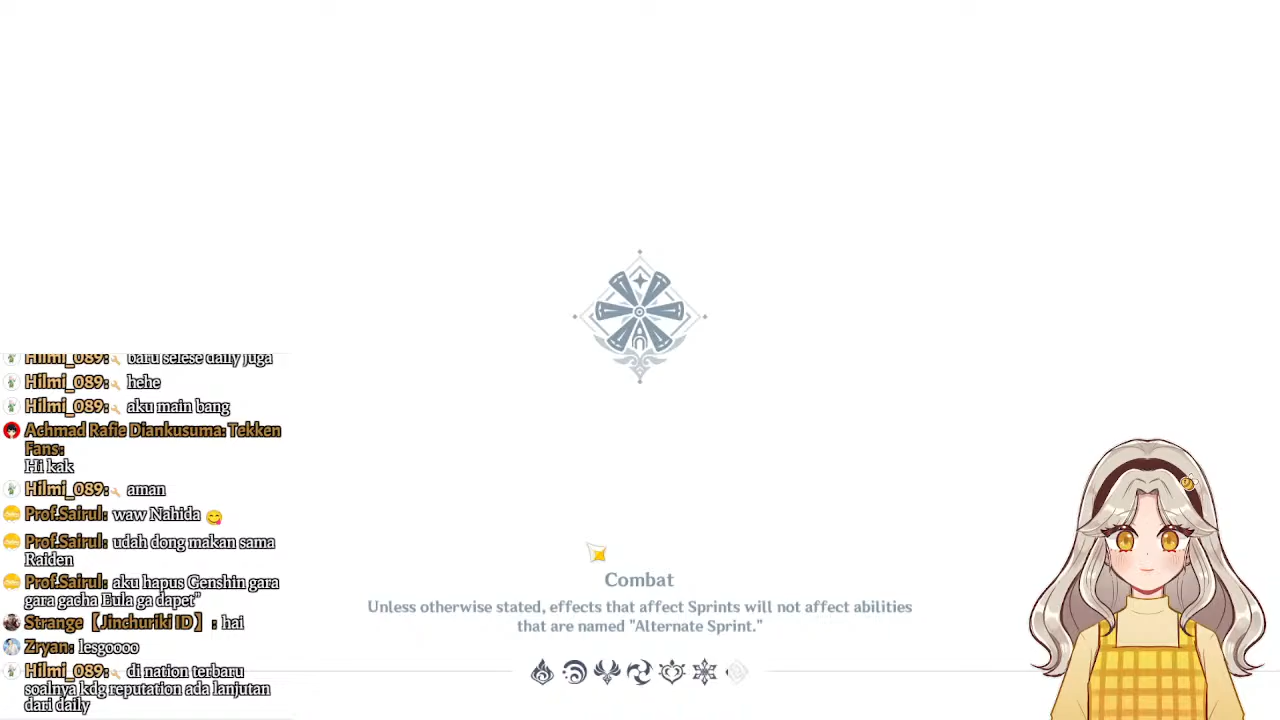 Hilmi_089: baru selese daily juga
Hilmi_089: hehe
Hilmi_089: aku main bang
Achmad Rafie Diankusuma: Tekken
Fans:
Hi kak
Hilmi_089: aman
Prof.Sairul: waw Nahida 😋
Prof.Sairul: udah dong makan sama
Raiden
Prof.Sairul: aku hapus Genshin gara
gara gacha Eula ga dapet"
Strange【Jinchuriki ID】: hai
Zryan: lesgoooo
Hilmi_089: di nation terbaru
soalnya kdg reputation ada lanjutan
dari daily
Combat
Unless otherwise stated, effects that affect Sprints will not affect abilities
that are named "Alternate Sprint."